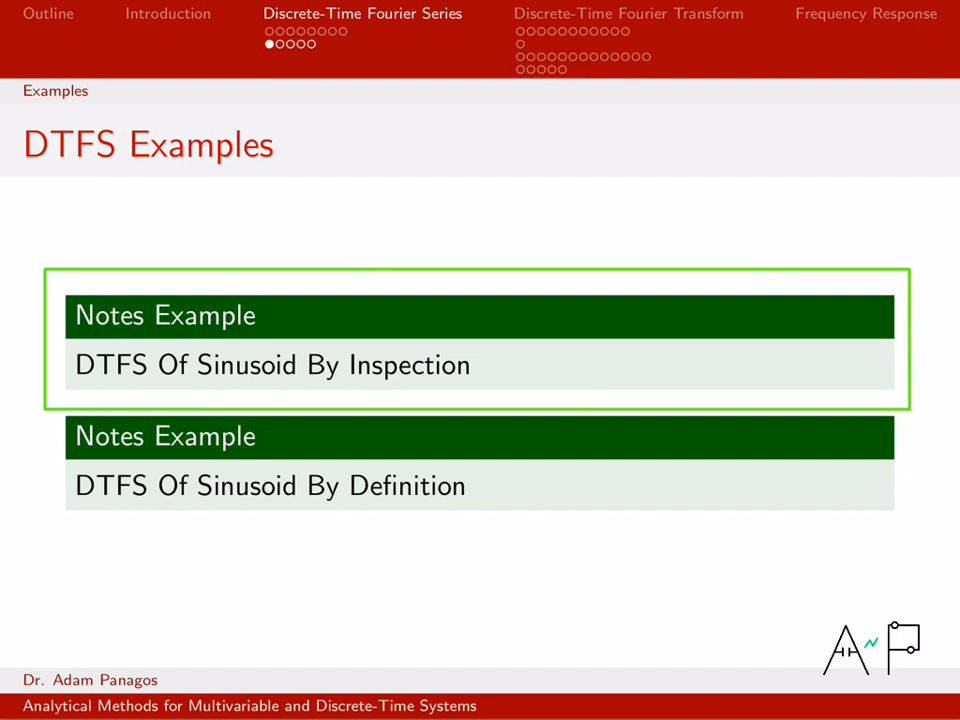 Outline Introduction Discrete-Time Fourier Series Discrete-Time Fourier Transform Frequency Response
Examples
DTFS Examples
Notes Example
DTFS Of Sinusoid By Inspection
Notes Example
DTFS Of Sinusoid By Definition
Dr. Adam Panagos
Analytical Methods for Multivariable and Discrete-Time Systems